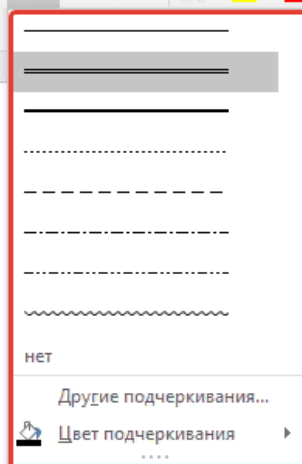 нет
Другие подчеркивания...
Цвет подчеркивания